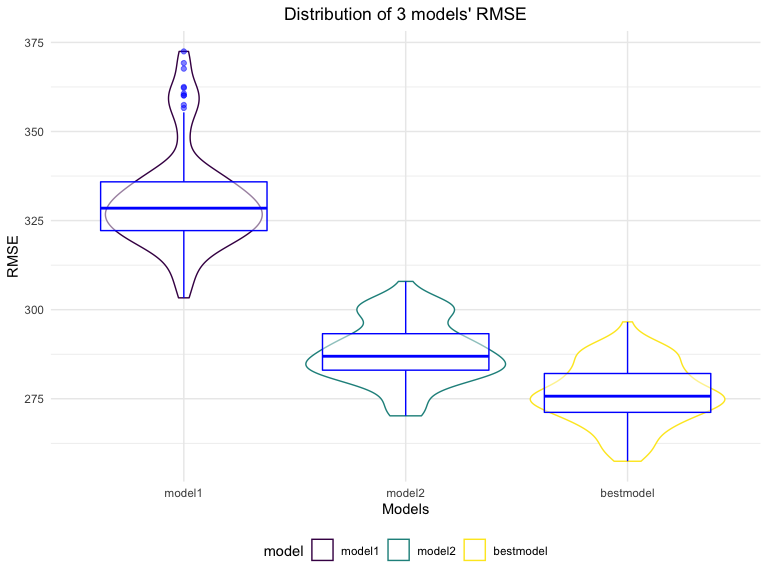 Distribution of 3 models' RMSE
375
350
325
300
275
RMSE
model1 model2 bestmodel
Models
model model1 model2 bestmodel